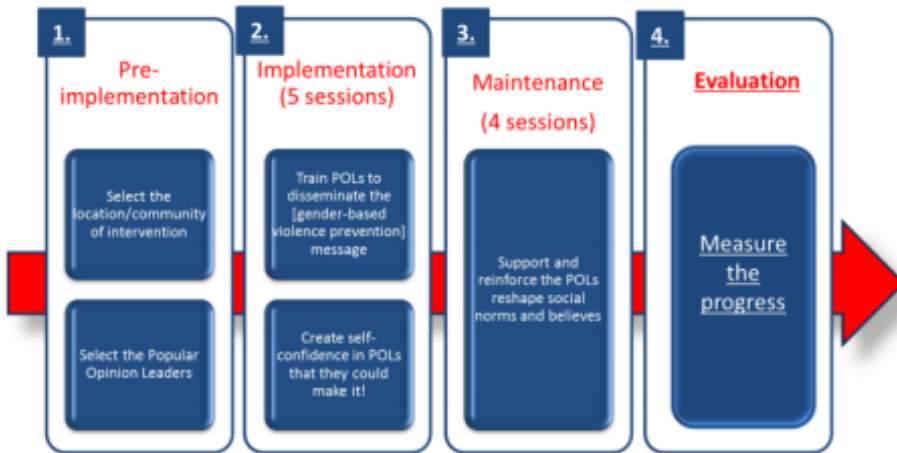 1.
Pre-
implementation
Select the
location/community
of intervention
Select the Popular
Opinion Leaders
2.
Implementation
(5 sessions)
Train POLs to
disseminate the
[gender-based
violence prevention]
message
Create self-
confidence in POLs
that they could
make it!
3.
Maintenance
(4 sessions)
Support and
reinforce the POLs
reshape social
norms and believes
4.
Evaluation
Measure
the
progress